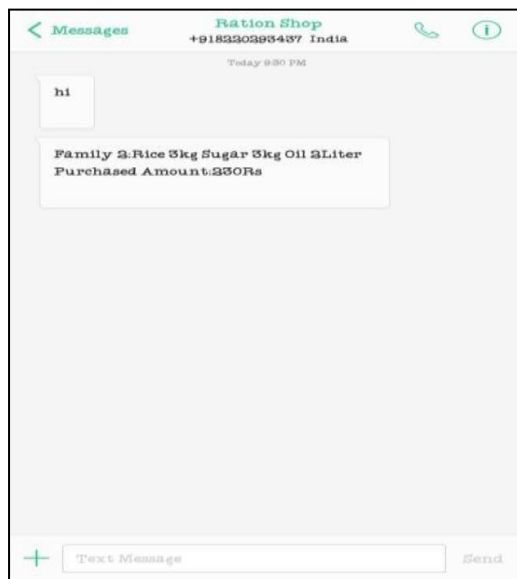 Messages
Ration Shop
+918220293437 India
Today 9:30 PM
hi
Family 2:Rice 3kg Sugar 3kg Oil 2Liter
Purchased Amount:230Rs
Text Message
Send